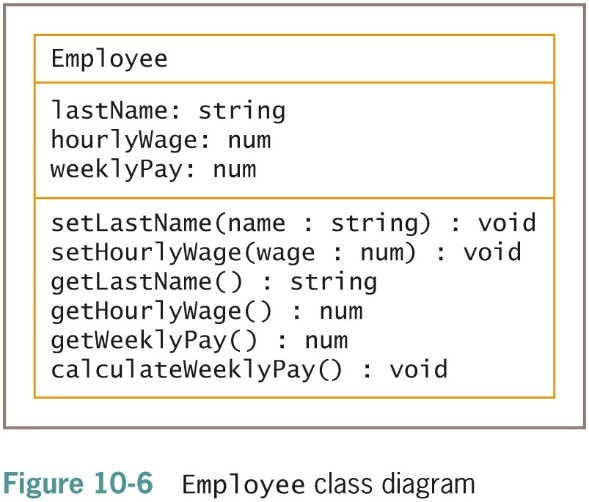 Employee
lastName: string
hourlyWage: num
weeklyPay: num
setLastName(name : string) : void
setHourlyWage(wage : num) : void
getLastName() : string
getHourlyWage() : num
getWeeklyPay() : num
calculateWeeklyPay() : void
Figure 10-6 Employee class diagram